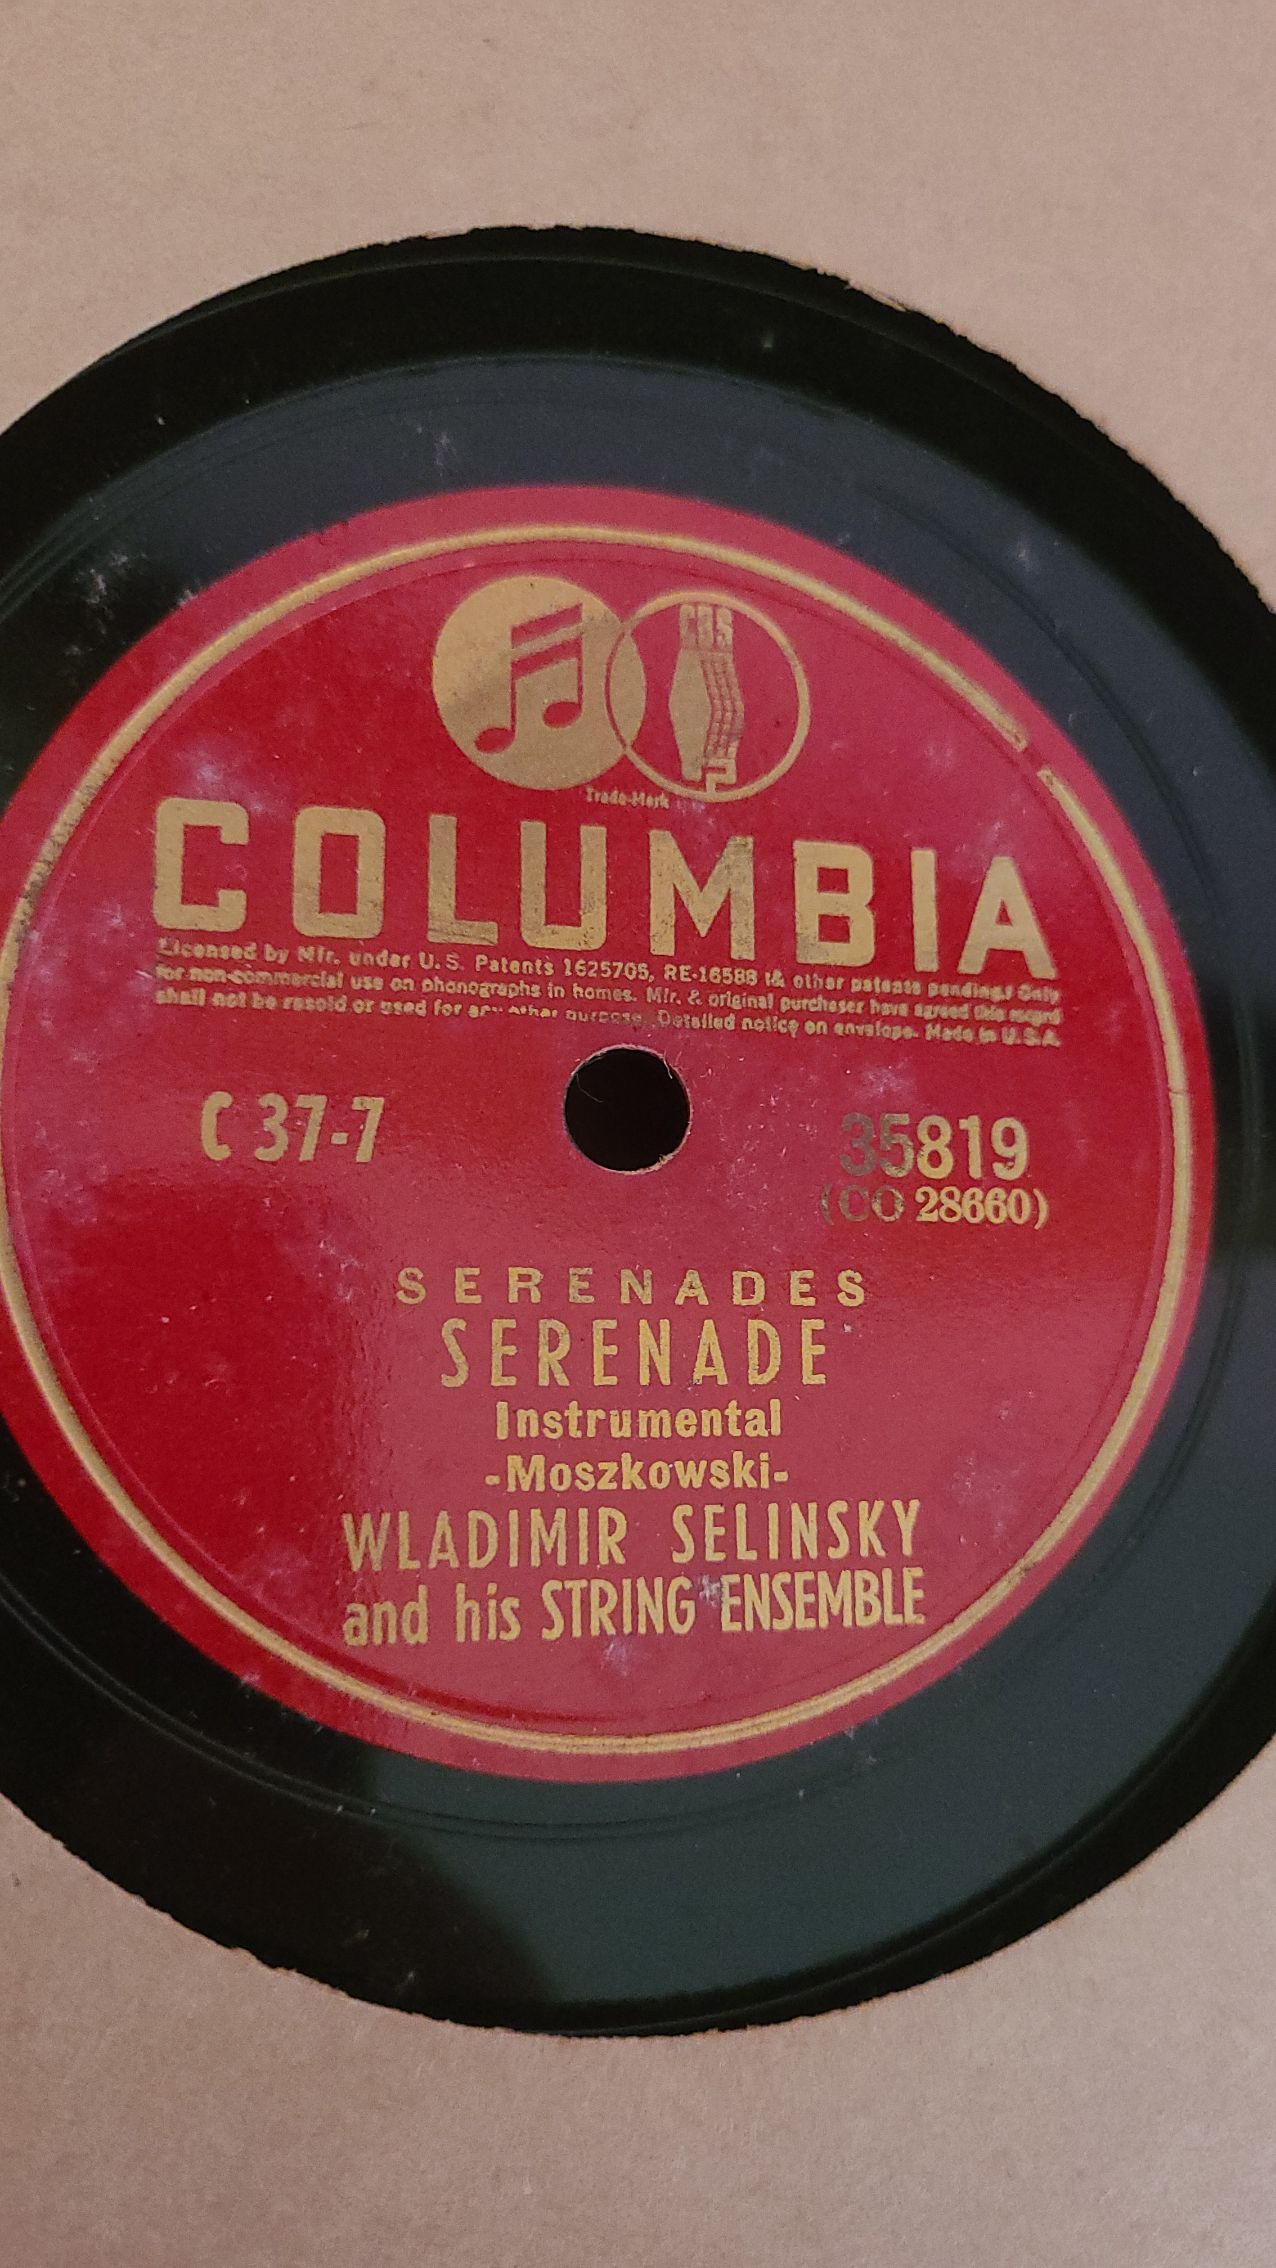 CBS
Trade-Mark
COLUMBIA
Licensed by Mfr. under U.S. Patents 1625705, RE-16588 (& other patents pending.) Only
for non-commercial use on phonographs in homes. Mfr. & original purchaser have agreed this record
shall not be resold or used for any other purpose. Detailed notice on envelope. Made in U.S.A.
C 37-7
35819
(CO 28660)
SERENADES
SERENADE
Instrumental
-Moszkowski-
WLADIMIR SELINSKY
and his STRING ENSEMBLE